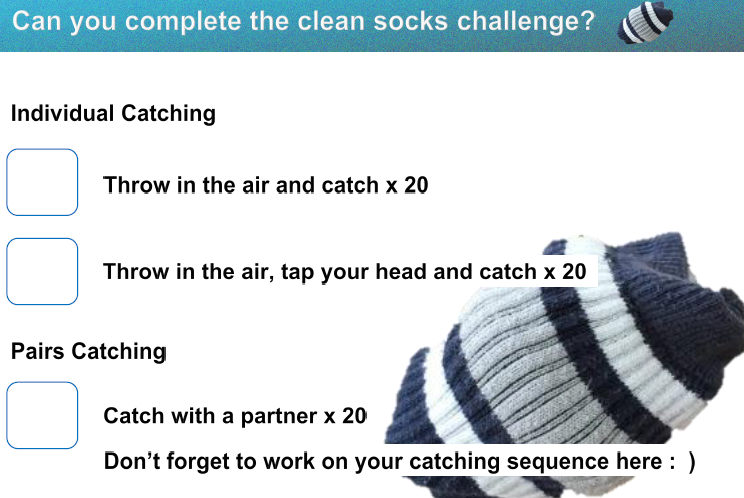 Can you complete the clean socks challenge?
Individual Catching
Throw in the air and catch x 20
Throw in the air, tap your head and catch x 20
Pairs Catching
Catch with a partner x 20
Don’t forget to work on your catching sequence here :  )